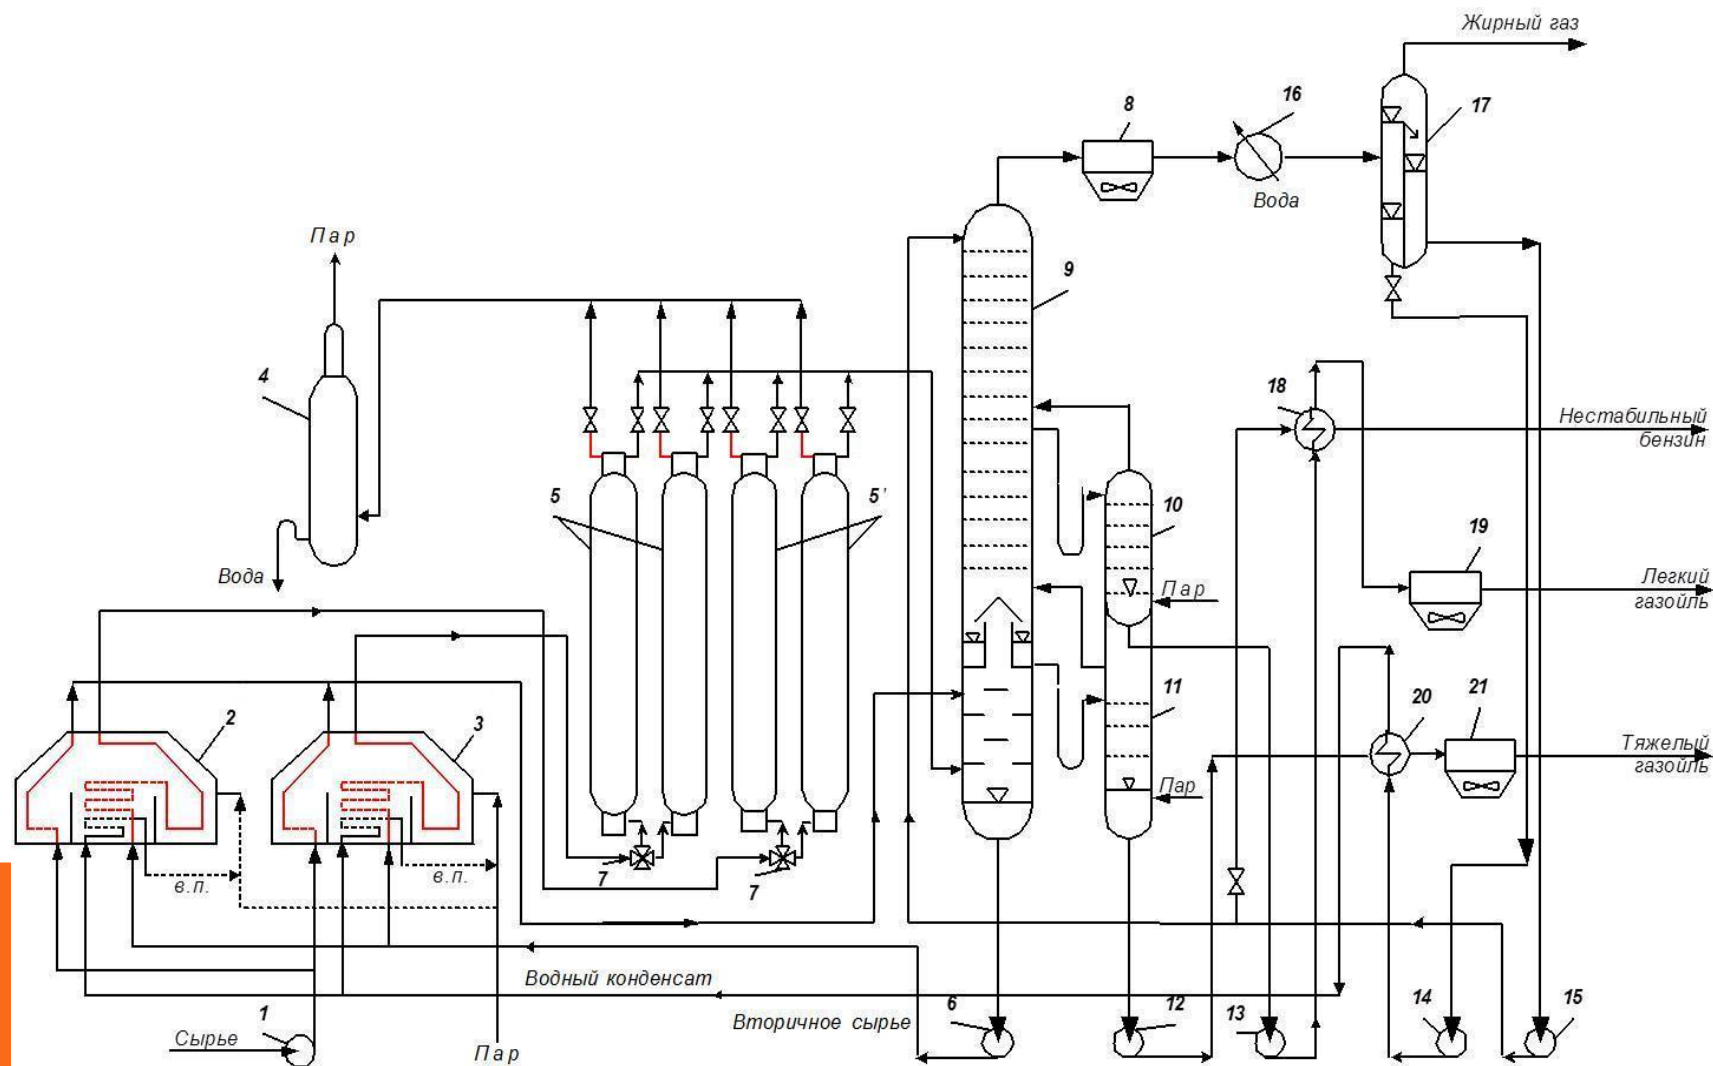 Жирный газ
8
16
17
Вода
Пар
9
4
18
Нестабильный
бензин
5
5'
10
19
Вода
Пар
Легкий
газойль
2
3
11
20
21
Тяжелый
газойль
Пар
в.п.
в.п.
7
7
Водный конденсат
1
Сырье
Вторичное сырье
6
12
13
14
15
Пар